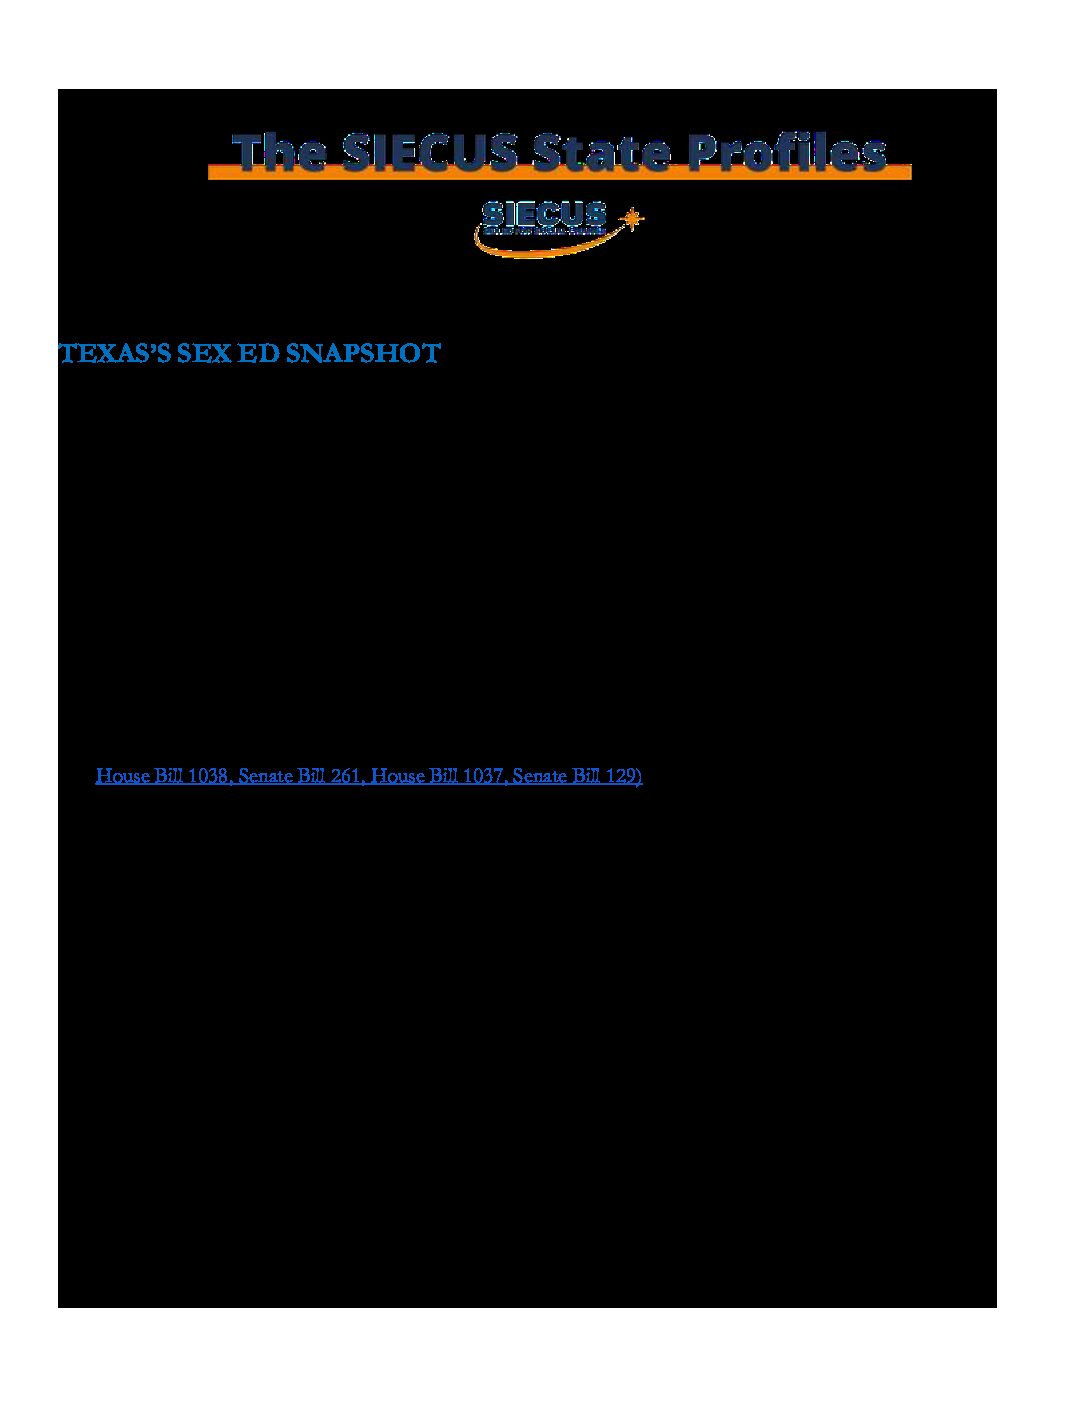 The SIECUS State Profiles
SIECUS
TEXAS’S SEX ED SNAPSHOT
House Bill 1038, Senate Bill 261, House Bill 1037, Senate Bill 129)